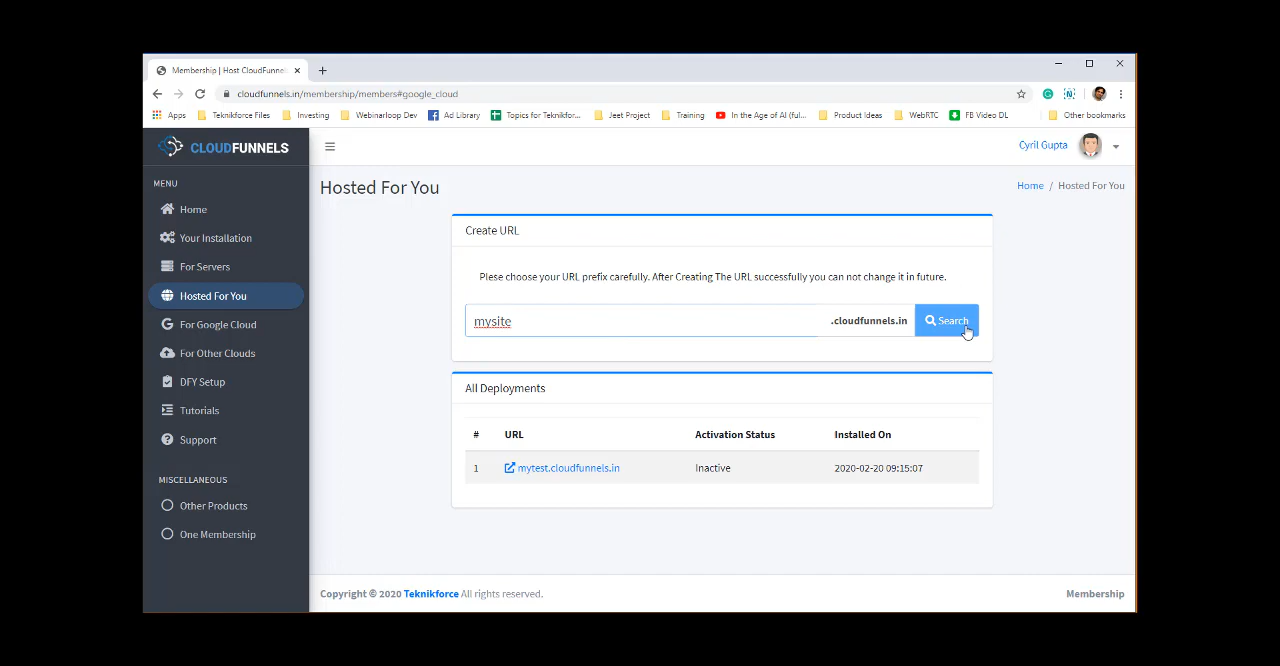 Membership | Host CloudFunnels
cloudfunnels.in/membership/members#google_cloud
Apps Teknikforce Files Investing Webinarloop Dev Ad Library Topics for Teknikfor... Jeet Project Training In the Age of AI (ful... Product Ideas WebRTC FB Video DL Other bookmarks
CLOUDFUNNELS
Cyril Gupta
MENU
Home
Your Installation
For Servers
Hosted For You
For Google Cloud
For Other Clouds
DFY Setup
Tutorials
Support
MISCELLANEOUS
Other Products
One Membership
Hosted For You
Home / Hosted For You
Create URL
Plese choose your URL prefix carefully. After Creating The URL successfully you can not change it in future.
mysite .cloudfunnels.in Search
All Deployments
# URL Activation Status Installed On
1 mytest.cloudfunnels.in Inactive 2020-02-20 09:15:07
Copyright © 2020 Teknikforce All rights reserved.
Membership